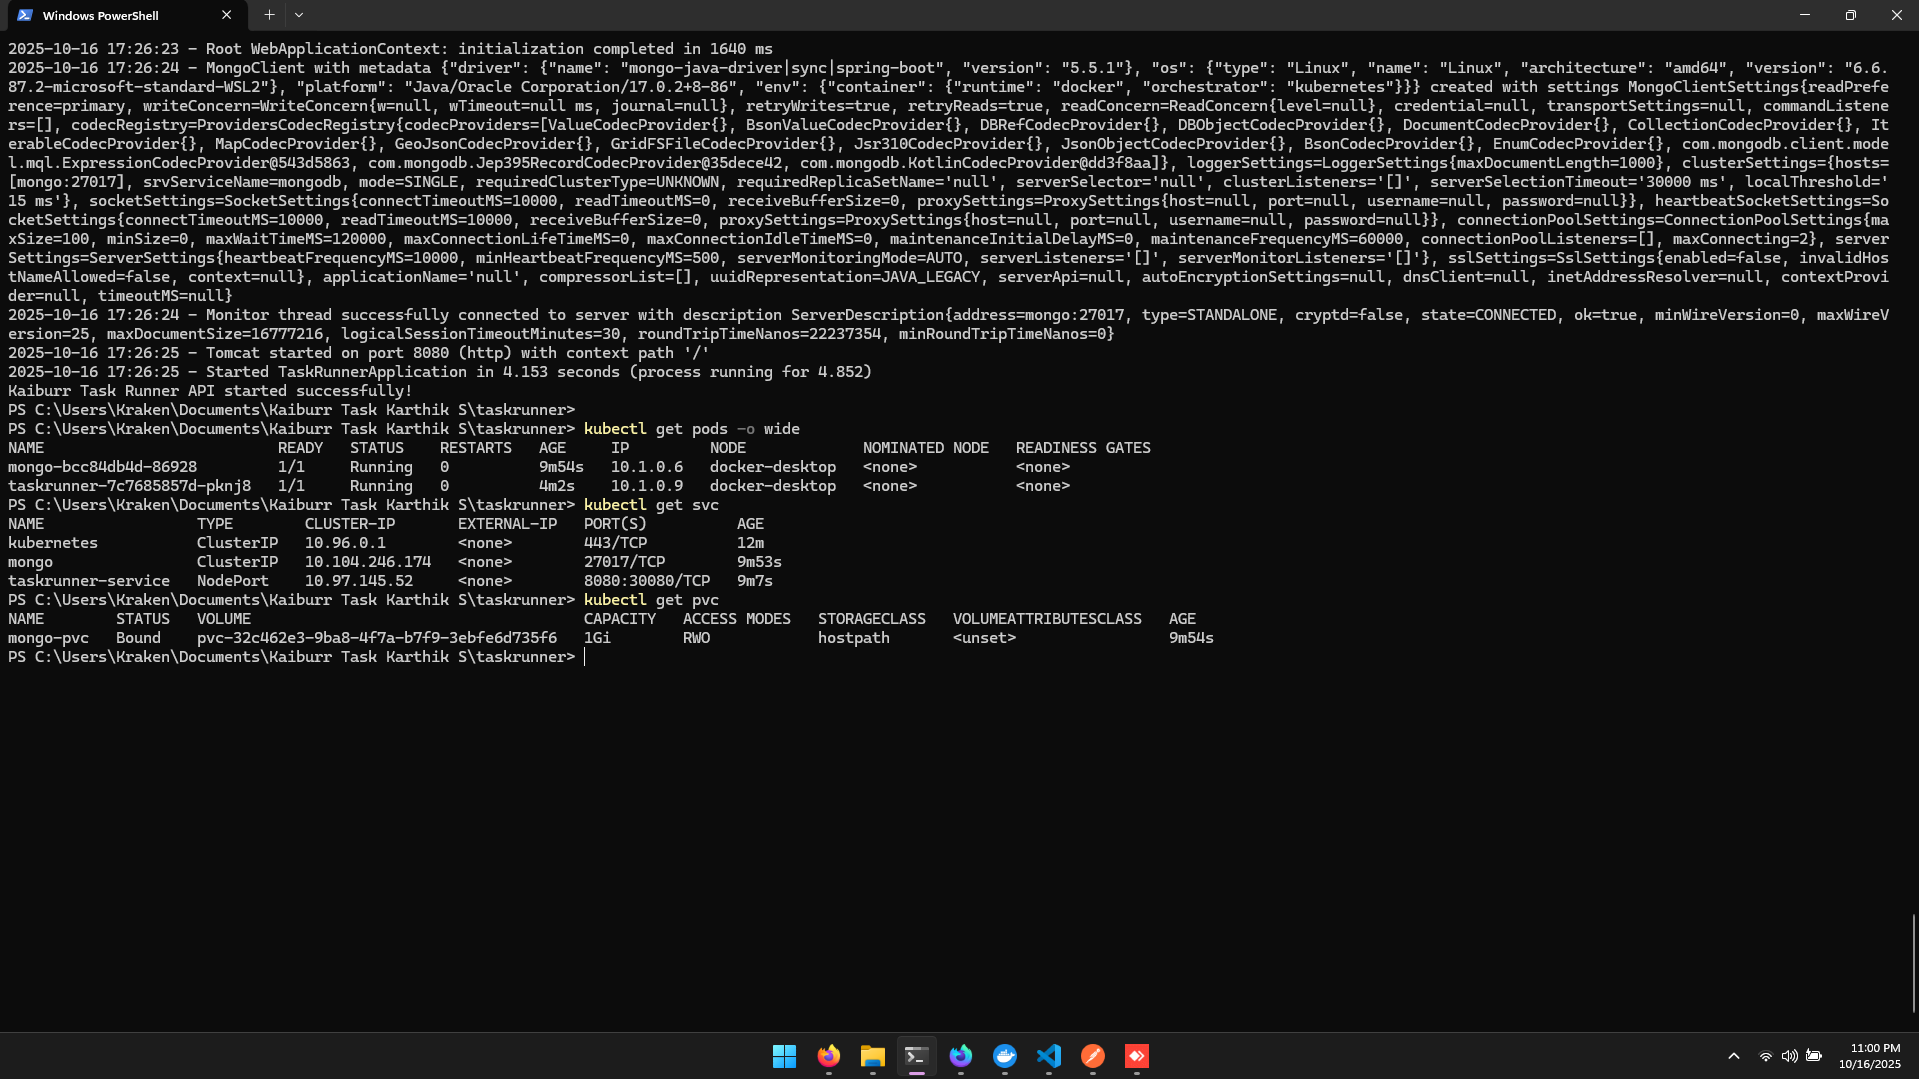 Windows PowerShell
2025-10-16 17:26:23 - Root WebApplicationContext: initialization completed in 1640 ms
2025-10-16 17:26:24 - MongoClient with metadata {"driver": {"name": "mongo-java-driver|sync|spring-boot", "version": "5.5.1"}, "os": {"type": "Linux", "name": "Linux", "architecture": "amd64", "version": "6.6.
87.2-microsoft-standard-WSL2"}, "platform": "Java/Oracle Corporation/17.0.2+8-86", "env": {"container": {"runtime": "docker", "orchestrator": "kubernetes"}}} created with settings MongoClientSettings{readPrefe
rence=primary, writeConcern=WriteConcern{w=null, wTimeout=null ms, journal=null}, retryWrites=true, retryReads=true, readConcern=ReadConcern{level=null}, credential=null, transportSettings=null, commandListene
rs=[], codecRegistry=ProvidersCodecRegistry{codecProviders=[ValueCodecProvider{}, BsonValueCodecProvider{}, DBRefCodecProvider{}, DBObjectCodecProvider{}, DocumentCodecProvider{}, CollectionCodecProvider{}, It
erableCodecProvider{}, MapCodecProvider{}, GeoJsonCodecProvider{}, GridFSFileCodecProvider{}, Jsr310CodecProvider{}, JsonObjectCodecProvider{}, BsonCodecProvider{}, EnumCodecProvider{}, com.mongodb.client.mode
l.mql.ExpressionCodecProvider@543d5863, com.mongodb.Jep395RecordCodecProvider@35dece42, com.mongodb.KotlinCodecProvider@dd3f8aa]}, loggerSettings=LoggerSettings{maxDocumentLength=1000}, clusterSettings={hosts=
[mongo:27017], srvServiceName=mongodb, mode=SINGLE, requiredClusterType=UNKNOWN, requiredReplicaSetName='null', serverSelector='null', clusterListeners='[]', serverSelectionTimeout='30000 ms', localThreshold='
15 ms'}, socketSettings=SocketSettings{connectTimeoutMS=10000, readTimeoutMS=0, receiveBufferSize=0, proxySettings=ProxySettings{host=null, port=null, username=null, password=null}}, heartbeatSocketSettings=So
cketSettings{connectTimeoutMS=10000, readTimeoutMS=10000, receiveBufferSize=0, proxySettings=ProxySettings{host=null, port=null, username=null, password=null}}, connectionPoolSettings=ConnectionPoolSettings{ma
xSize=100, minSize=0, maxWaitTimeMS=120000, maxConnectionLifeTimeMS=0, maxConnectionIdleTimeMS=0, maintenanceInitialDelayMS=0, maintenanceFrequencyMS=60000, connectionPoolListeners=[], maxConnecting=2}, server
Settings=ServerSettings{heartbeatFrequencyMS=10000, minHeartbeatFrequencyMS=500, serverMonitoringMode=AUTO, serverListeners='[]', serverMonitorListeners='[]'}, sslSettings=SslSettings{enabled=false, invalidHos
tNameAllowed=false, context=null}, applicationName='null', compressorList=[], uuidRepresentation=JAVA_LEGACY, serverApi=null, autoEncryptionSettings=null, dnsClient=null, inetAddressResolver=null, contextProvi
der=null, timeoutMS=null}
2025-10-16 17:26:24 - Monitor thread successfully connected to server with description ServerDescription{address=mongo:27017, type=STANDALONE, cryptd=false, state=CONNECTED, ok=true, minWireVersion=0, maxWireV
ersion=25, maxDocumentSize=16777216, logicalSessionTimeoutMinutes=30, roundTripTimeNanos=22237354, minRoundTripTimeNanos=0}
2025-10-16 17:26:25 - Tomcat started on port 8080 (http) with context path '/'
2025-10-16 17:26:25 - Started TaskRunnerApplication in 4.153 seconds (process running for 4.852)
Kaiburr Task Runner API started successfully!
PS C:\Users\Kraken\Documents\Kaiburr Task Karthik S\taskrunner>
PS C:\Users\Kraken\Documents\Kaiburr Task Karthik S\taskrunner> kubectl get pods -o wide
NAME READY STATUS RESTARTS AGE IP NODE NOMINATED NODE READINESS GATES
mongo-bcc84db4d-86928 1/1 Running 0 9m54s 10.1.0.6 docker-desktop <none> <none>
taskrunner-7c7685857d-pknj8 1/1 Running 0 4m2s 10.1.0.9 docker-desktop <none> <none>
PS C:\Users\Kraken\Documents\Kaiburr Task Karthik S\taskrunner> kubectl get svc
NAME TYPE CLUSTER-IP EXTERNAL-IP PORT(S) AGE
kubernetes ClusterIP 10.96.0.1 <none> 443/TCP 12m
mongo ClusterIP 10.104.246.174 <none> 27017/TCP 9m53s
taskrunner-service NodePort 10.97.145.52 <none> 8080:30080/TCP 9m7s
PS C:\Users\Kraken\Documents\Kaiburr Task Karthik S\taskrunner> kubectl get pvc
NAME STATUS VOLUME CAPACITY ACCESS MODES STORAGECLASS VOLUMEATTRIBUTESCLASS AGE
mongo-pvc Bound pvc-32c462e3-9ba8-4f7a-b7f9-3ebfe6d735f6 1Gi RWO hostpath <unset> 9m54s
PS C:\Users\Kraken\Documents\Kaiburr Task Karthik S\taskrunner>
11:00 PM
10/16/2025